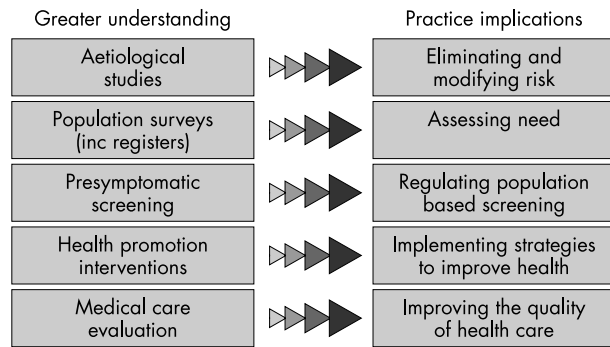 Greater understanding
Practice implications
Aetiological
studies
Eliminating and
modifying risk
Population surveys
(inc registers)
Assessing need
Presymptomatic
screening
Regulating population
based screening
Health promotion
interventions
Implementing strategies
to improve health
Medical care
evaluation
Improving the quality
of health care